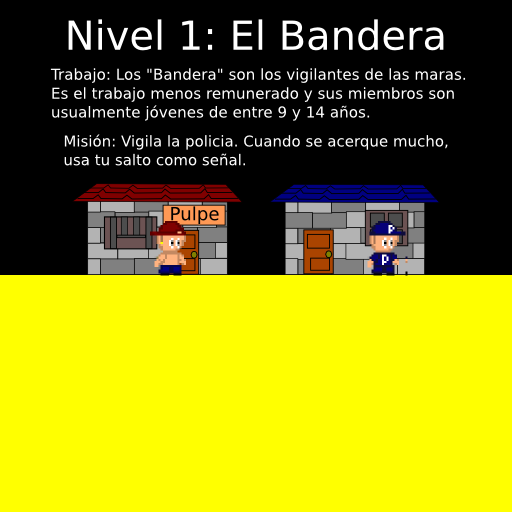 Nivel 1: El Bandera
Trabajo: Los "Bandera" son los vigilantes de las maras.
Es el trabajo menos remunerado y sus miembros son
usualmente jóvenes de entre 9 y 14 años.
Misión: Vigila la policia. Cuando se acerque mucho,
usa tu salto como señal.
Pulpe
P
P